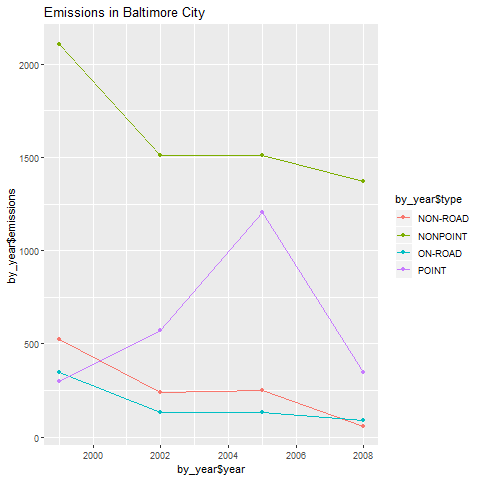 Emissions in Baltimore City
by_year$emissions
2000
1500
1000
500
0
2000 2002 2004 2006 2008
by_year$year
by_year$type
NON-ROAD
NONPOINT
ON-ROAD
POINT